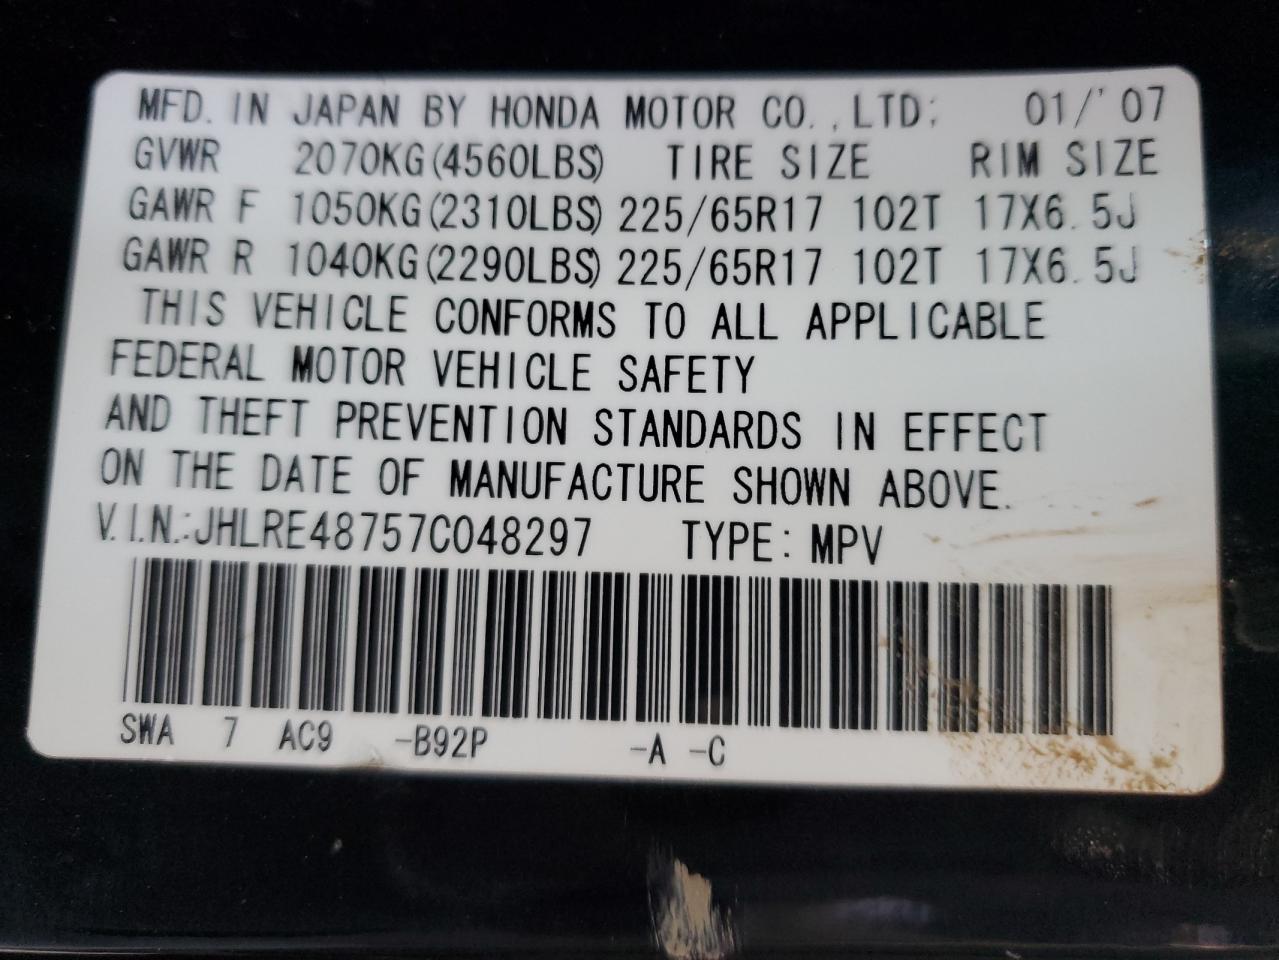 MFD. IN JAPAN BY HONDA MOTOR CO.,LTD; 01/'07
GVWR 2070KG(4560LBS) TIRE SIZE RIM SIZE
GAWR F 1050KG(2310LBS) 225/65R17 102T 17X6.5J
GAWR R 1040KG(2290LBS) 225/65R17 102T 17X6.5J
THIS VEHICLE CONFORMS TO ALL APPLICABLE
FEDERAL MOTOR VEHICLE SAFETY
AND THEFT PREVENTION STANDARDS IN EFFECT
ON THE DATE OF MANUFACTURE SHOWN ABOVE.
V.I.N.:JHLRE48757C048297 TYPE: MPV
SWA 7 AC9 -B92P -A -C